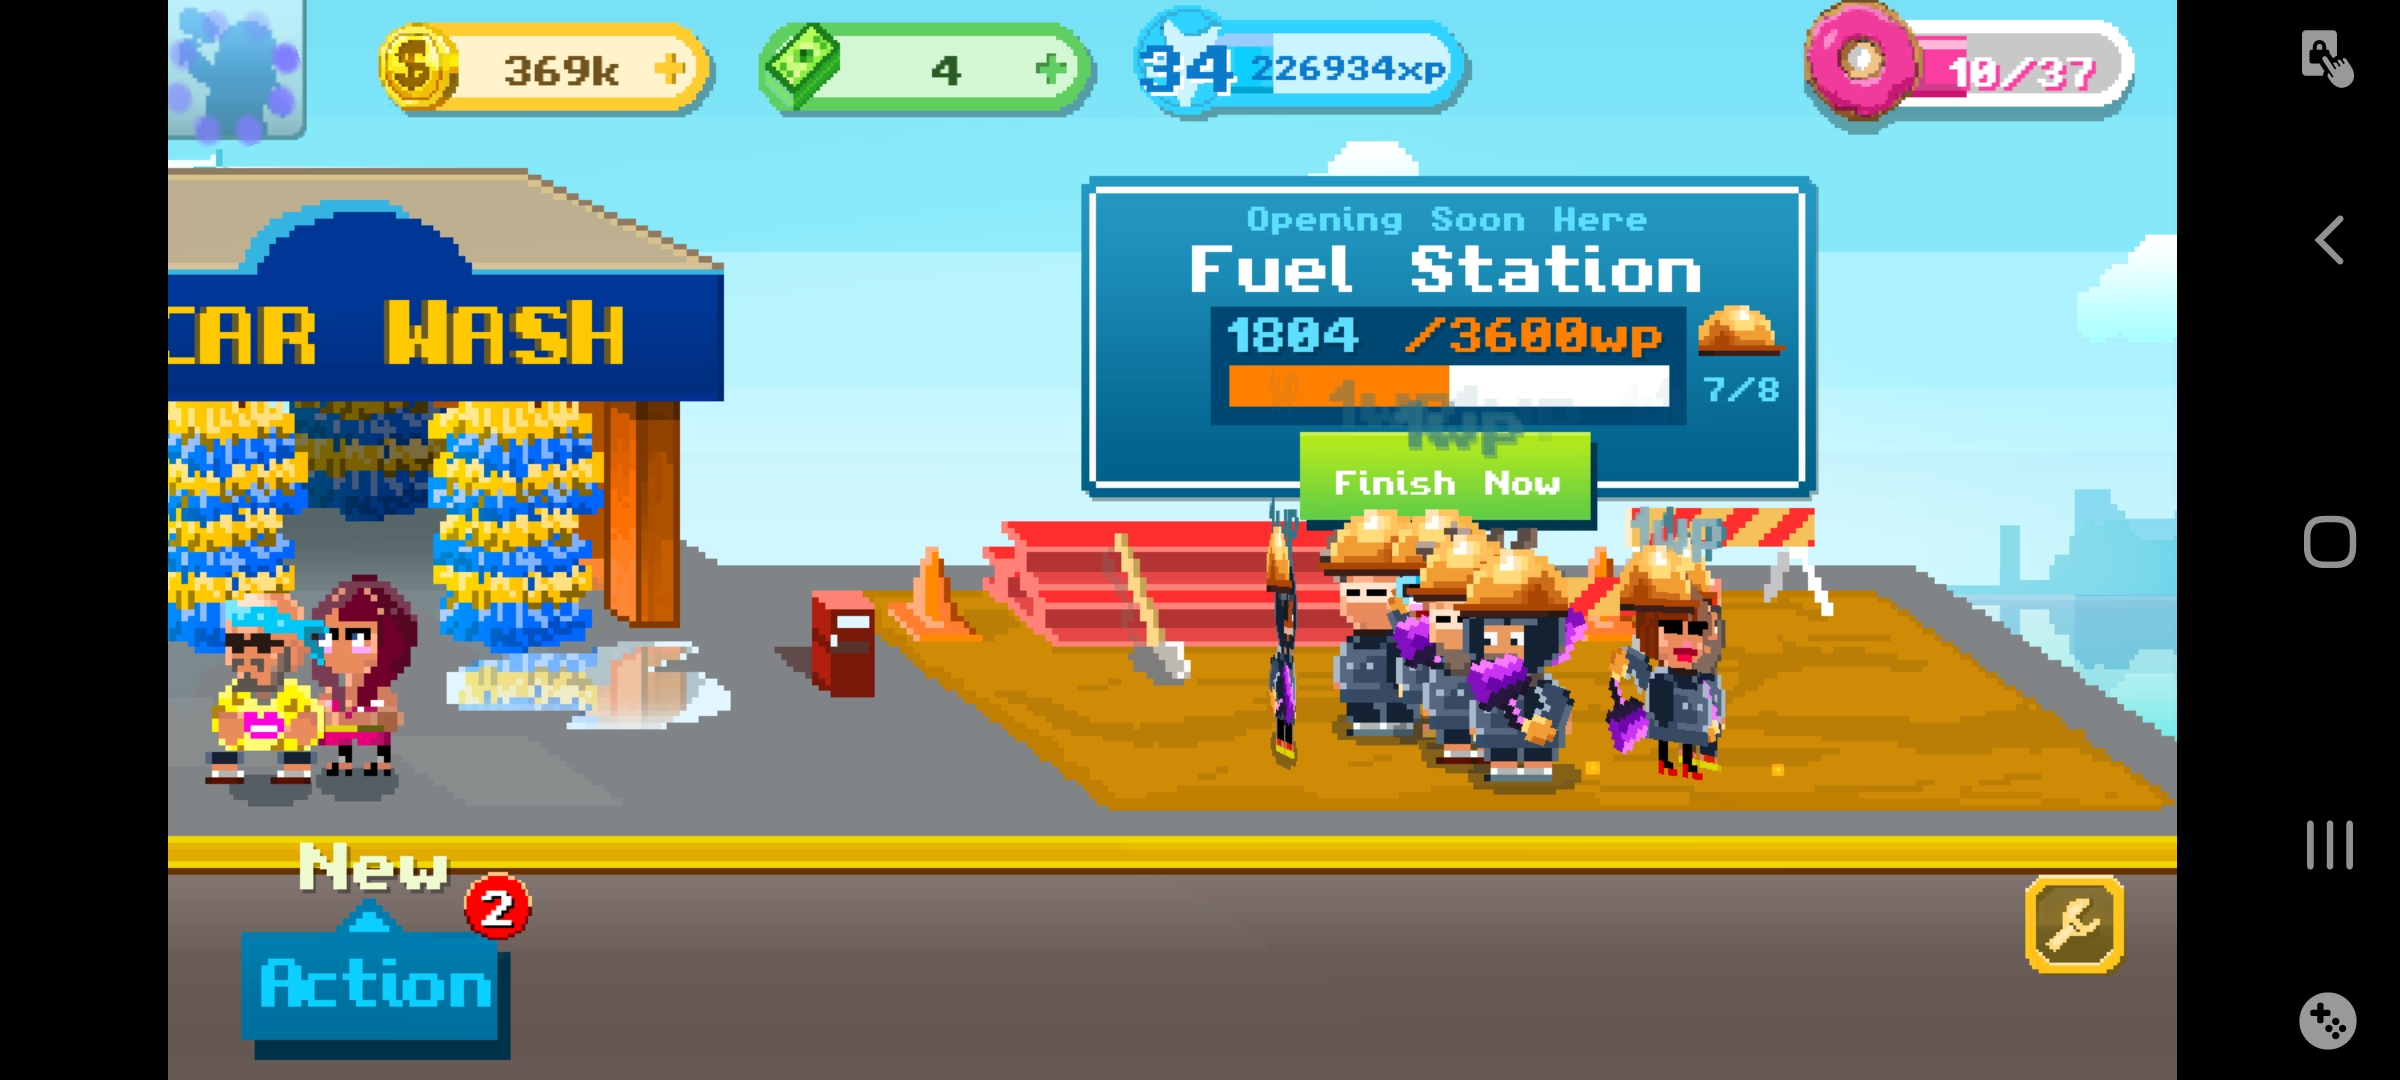 369k
4
34 226934xp
10/37
Opening Soon Here
Fuel Station
1804 /3600wp
7/8
Finish Now
CAR WASH
1wp
New
2
Action